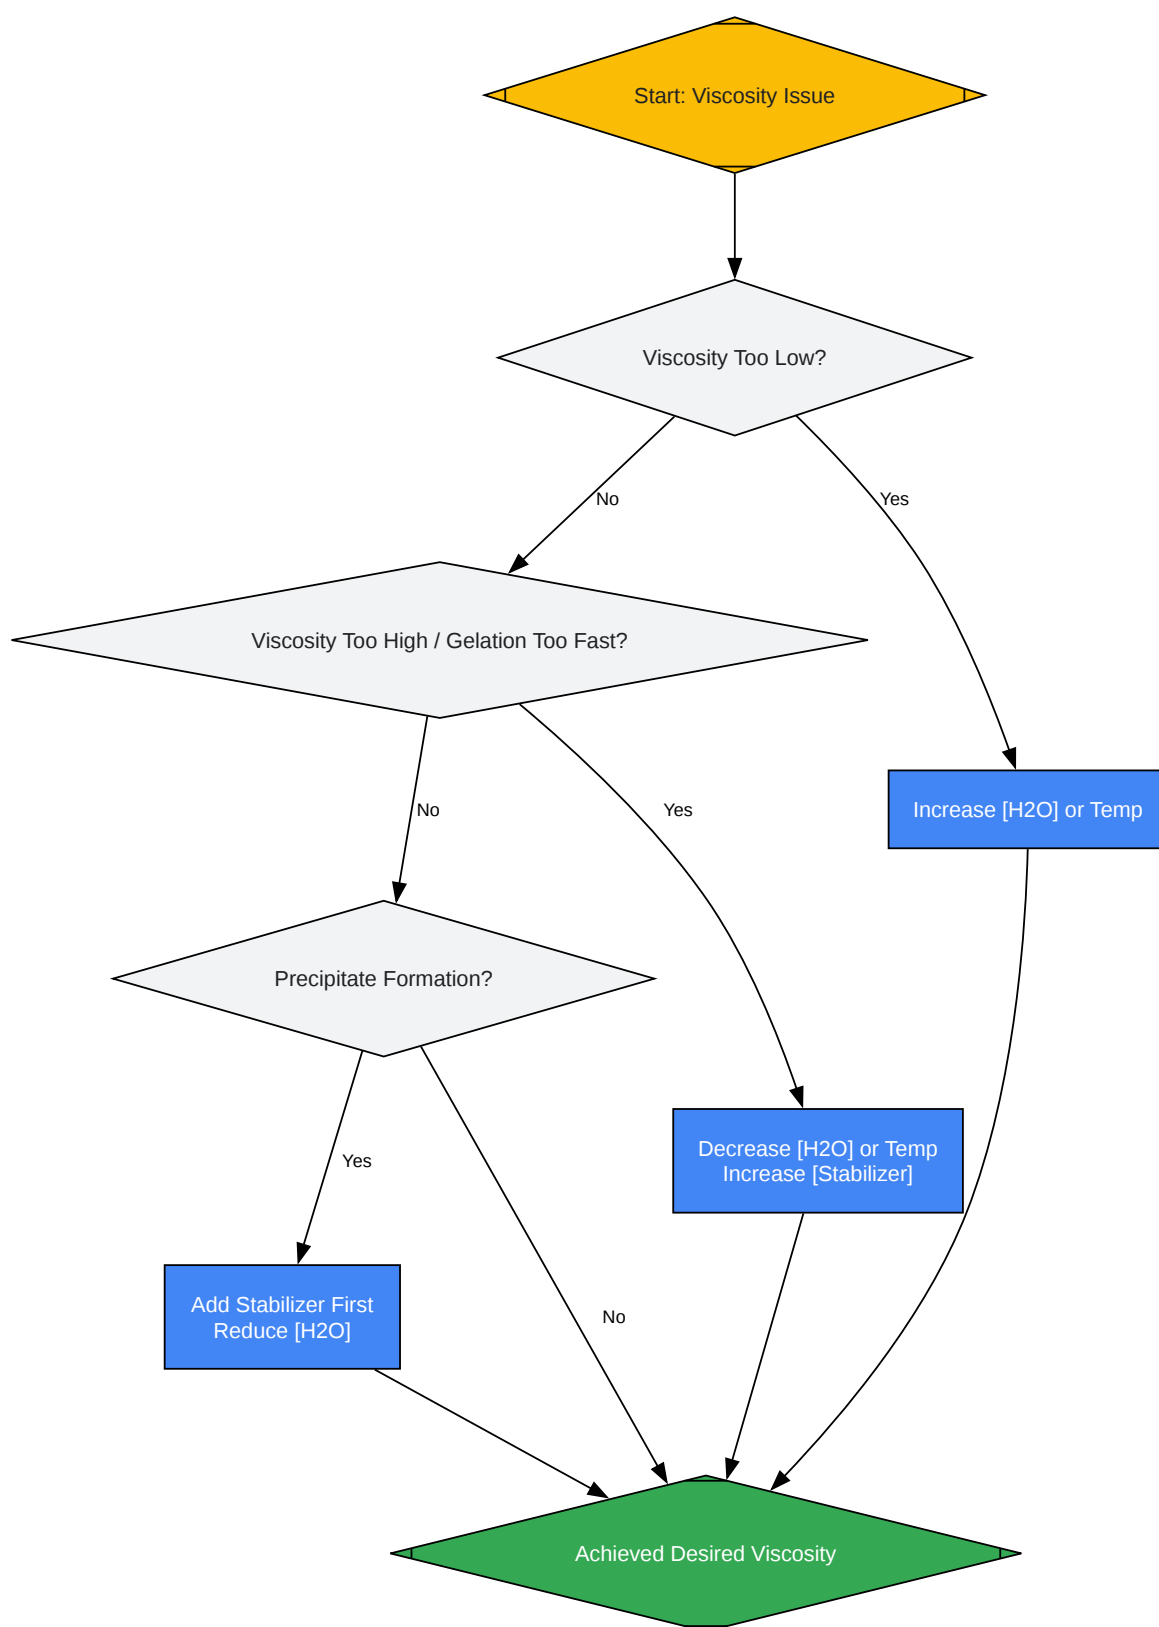 Start: Viscosity Issue
Viscosity Too Low?
No
Yes
Viscosity Too High / Gelation Too Fast?
No
Yes
Increase [H2O] or Temp
Precipitate Formation?
Yes
No
Decrease [H2O] or Temp
Increase [Stabilizer]
Add Stabilizer First
Reduce [H2O]
Achieved Desired Viscosity